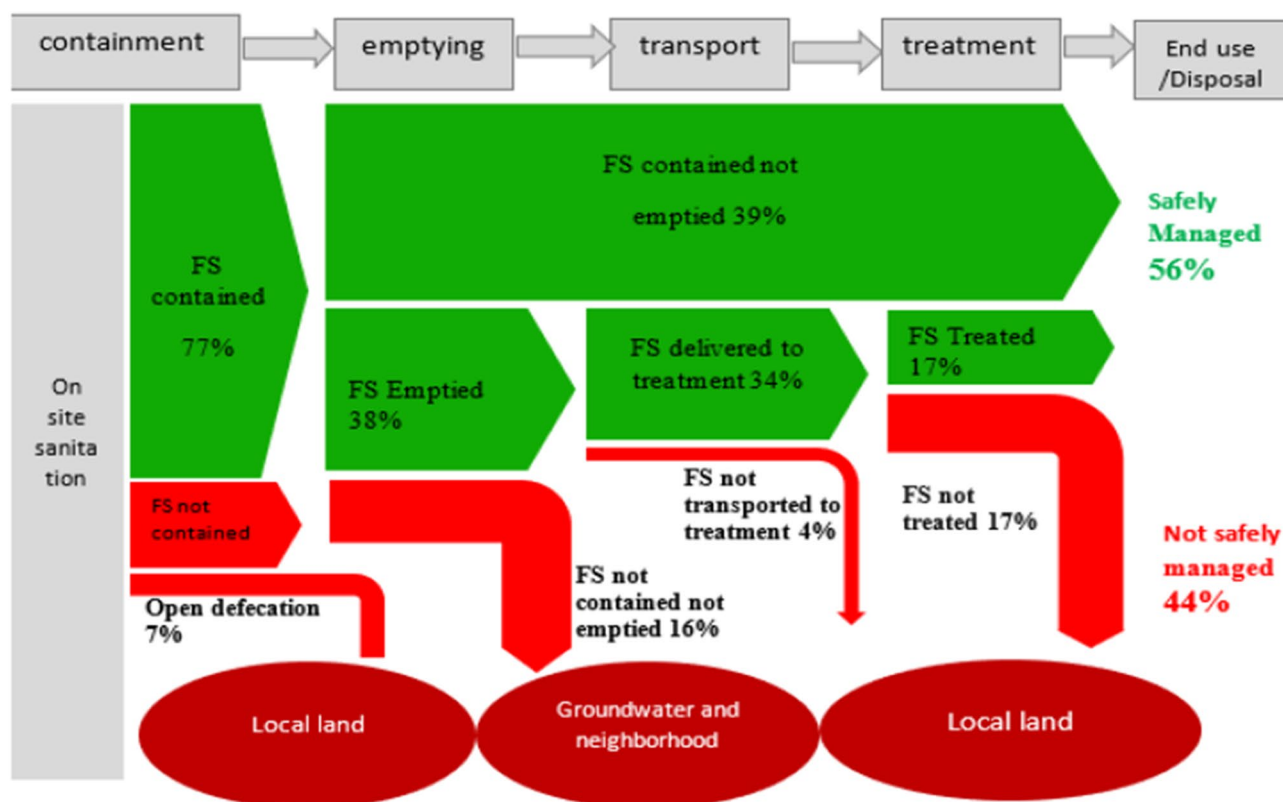 containment
emptying
transport
treatment
End use
/Disposal
FS contained not
emptied 39%
Safely
Managed
56%
FS
contained
77%
On
site
sanita
tion
FS Emptied
38%
FS delivered to
treatment 34%
FS Treated
17%
FS not
contained
Open defecation
7%
FS not
contained not
emptied 16%
FS not
transported to
treatment 4%
FS not
treated 17%
Not safely
managed
44%
Local land
Groundwater and
neighborhood
Local land